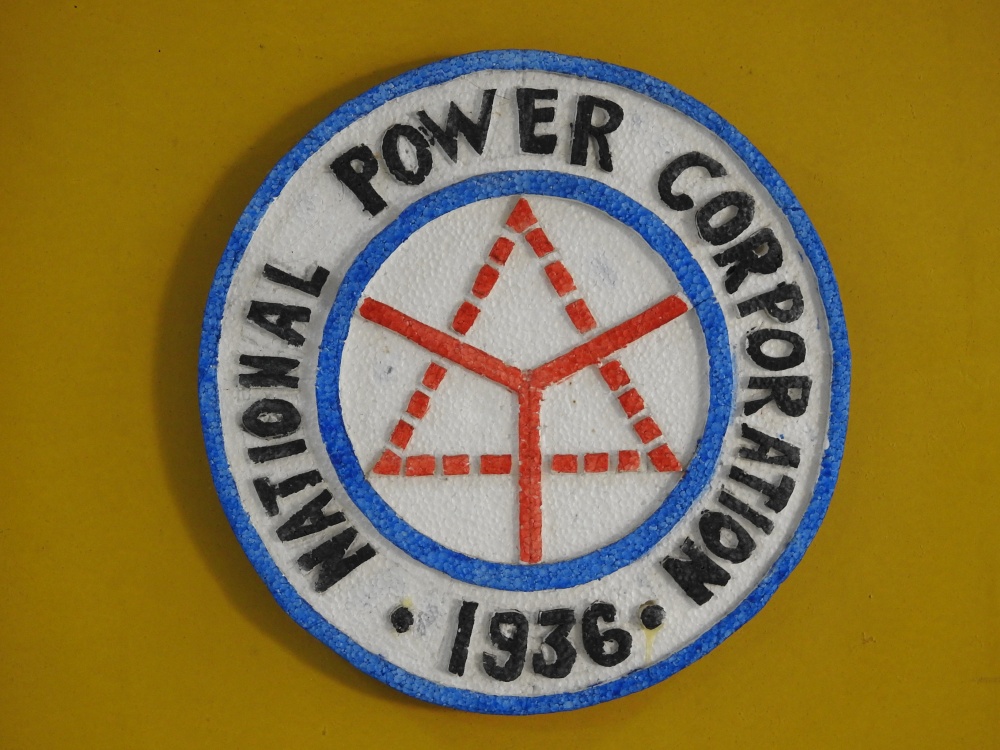 NATIONAL POWER CORPORATION
• 1936 •